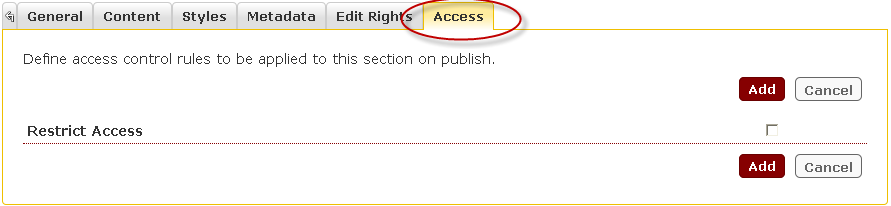 General Content Styles Metadata Edit Rights Access
Define access control rules to be applied to this section on publish.
Add Cancel
Restrict Access
Add Cancel